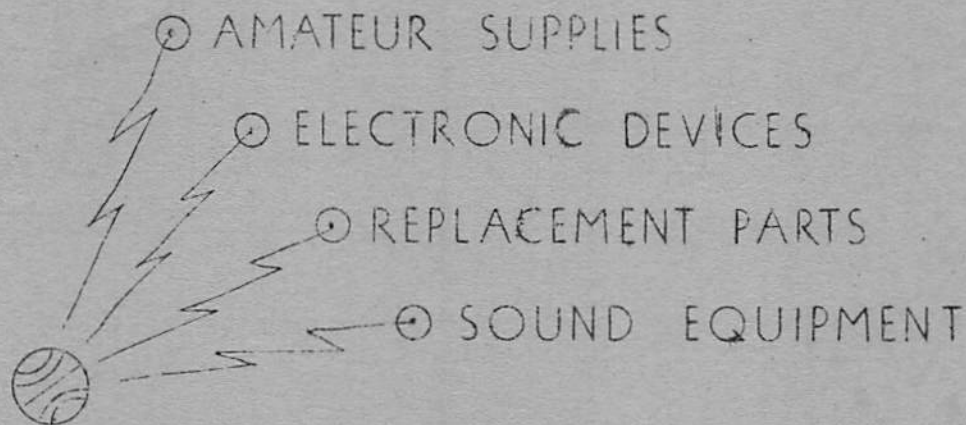 AMATEUR SUPPLIES
ELECTRONIC DEVICES
REPLACEMENT PARTS
SOUND EQUIPMENT